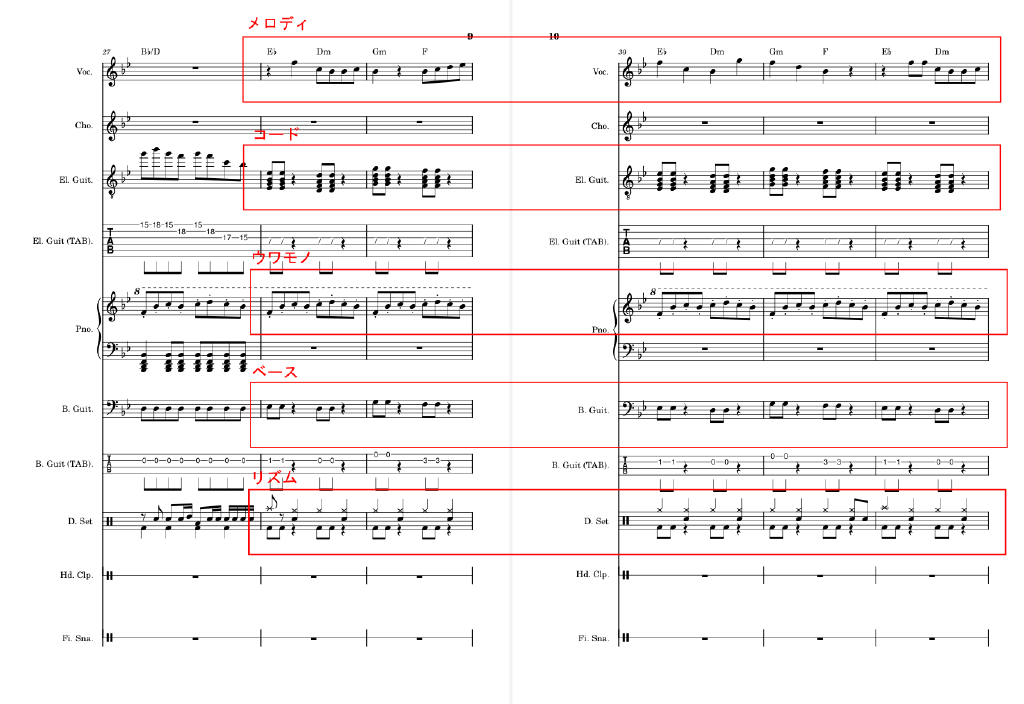 メロディ
9
10
27
B♭/D
E♭
Dm
Gm
F
Voc.
Cho.
コード
El. Guit.
8
15-18-15
18
15
18
17-15
El. Guit (TAB).
ウワモノ
8
Pno.
ベース
B. Guit.
B. Guit (TAB).
0-0-0-0-0-0-0-0
1-1
0-0
0-0
3-3
リズム
D. Set
Hd. Clp.
Fi. Sna.
30
E♭
Dm
Gm
F
E♭
Dm
Voc.
Cho.
El. Guit.
8
El. Guit (TAB).
8
Pno.
B. Guit.
B. Guit (TAB).
1-1
0-0
0-0
3-3
1-1
0-0
D. Set
Hd. Clp.
Fi. Sna.